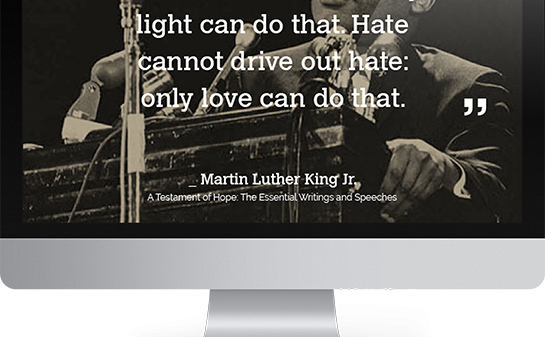 light can do that. Hate
cannot drive out hate:
only love can do that.
”
_ Martin Luther King Jr.
A Testament of Hope: The Essential Writings and Speeches